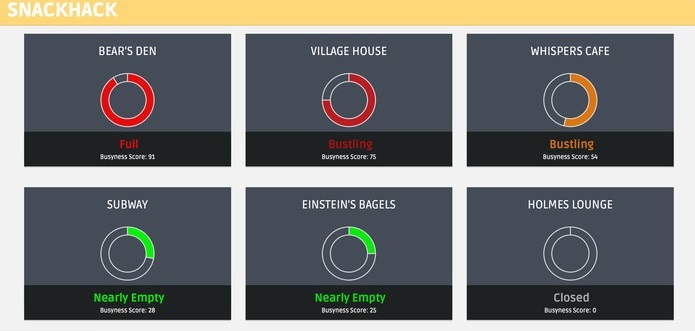 SNACKHACK
BEAR'S DEN
Full
Busyness Score: 91
VILLAGE HOUSE
Bustling
Busyness Score: 75
WHISPERS CAFE
Bustling
Busyness Score: 54
SUBWAY
Nearly Empty
Busyness Score: 28
EINSTEIN'S BAGELS
Nearly Empty
Busyness Score: 25
HOLMES LOUNGE
Closed
Busyness Score: 0